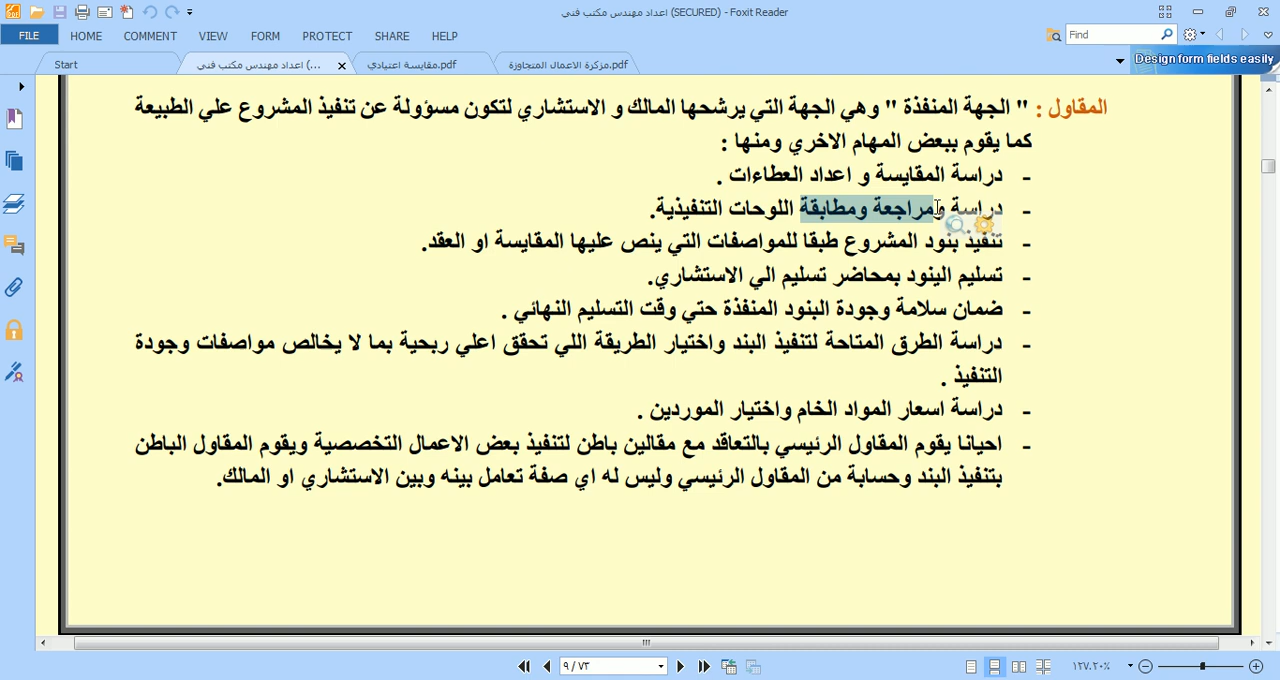 اعداد مهندس مكتب فني (SECURED) - Foxit Reader
FILE HOME COMMENT VIEW FORM PROTECT SHARE HELP
Find
Start
اعداد مهندس مكتب فني (...
مقايسة اعتيادي.pdf
مزكرة الاعمال المتجاوزة.pdf
Design form fields easily
المقاول : " الجهة المنفذة " وهي الجهة التي يرشحها المالك و الاستشاري لتكون مسؤولة عن تنفيذ المشروع علي الطبيعة
كما يقوم ببعض المهام الاخري ومنها :
- دراسة المقايسة و اعداد العطاءات .
- دراسة ومراجعة ومطابقة اللوحات التنفيذية.
- تنفيذ بنود المشروع طبقا للمواصفات التي ينص عليها المقايسة او العقد.
- تسليم الينود بمحاضر تسليم الي الاستشاري.
- ضمان سلامة وجودة البنود المنفذة حتي وقت التسليم النهائي .
- دراسة الطرق المتاحة لتنفيذ البند واختيار الطريقة اللي تحقق اعلي ربحية بما لا يخالص مواصفات وجودة
التنفيذ .
- دراسة اسعار المواد الخام واختيار الموردين .
- احيانا يقوم المقاول الرئيسي بالتعاقد مع مقالين باطن لتنفيذ بعض الاعمال التخصصية ويقوم المقاول الباطن
بتنفيذ البند وحسابة من المقاول الرئيسي وليس له اي صفة تعامل بينه وبين الاستشاري او المالك.
٩ / ٧٣
١٢٧.٢٠%